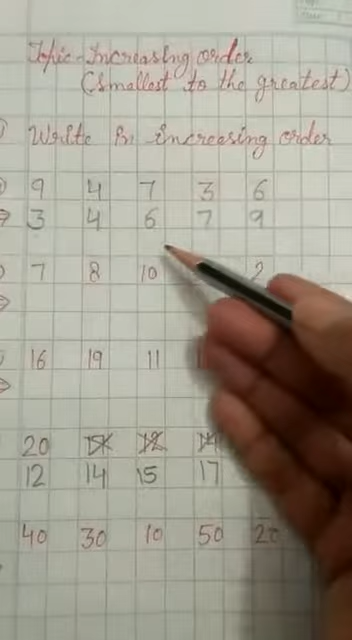 Topic - Increasing order
(Smallest to the greatest)
Write in increasing order
9 4 7 3 6
3 4 6 7 9
7 8 10 2
16 19 11
20 15 12 14
12 14 15 17
40 30 10 50 20